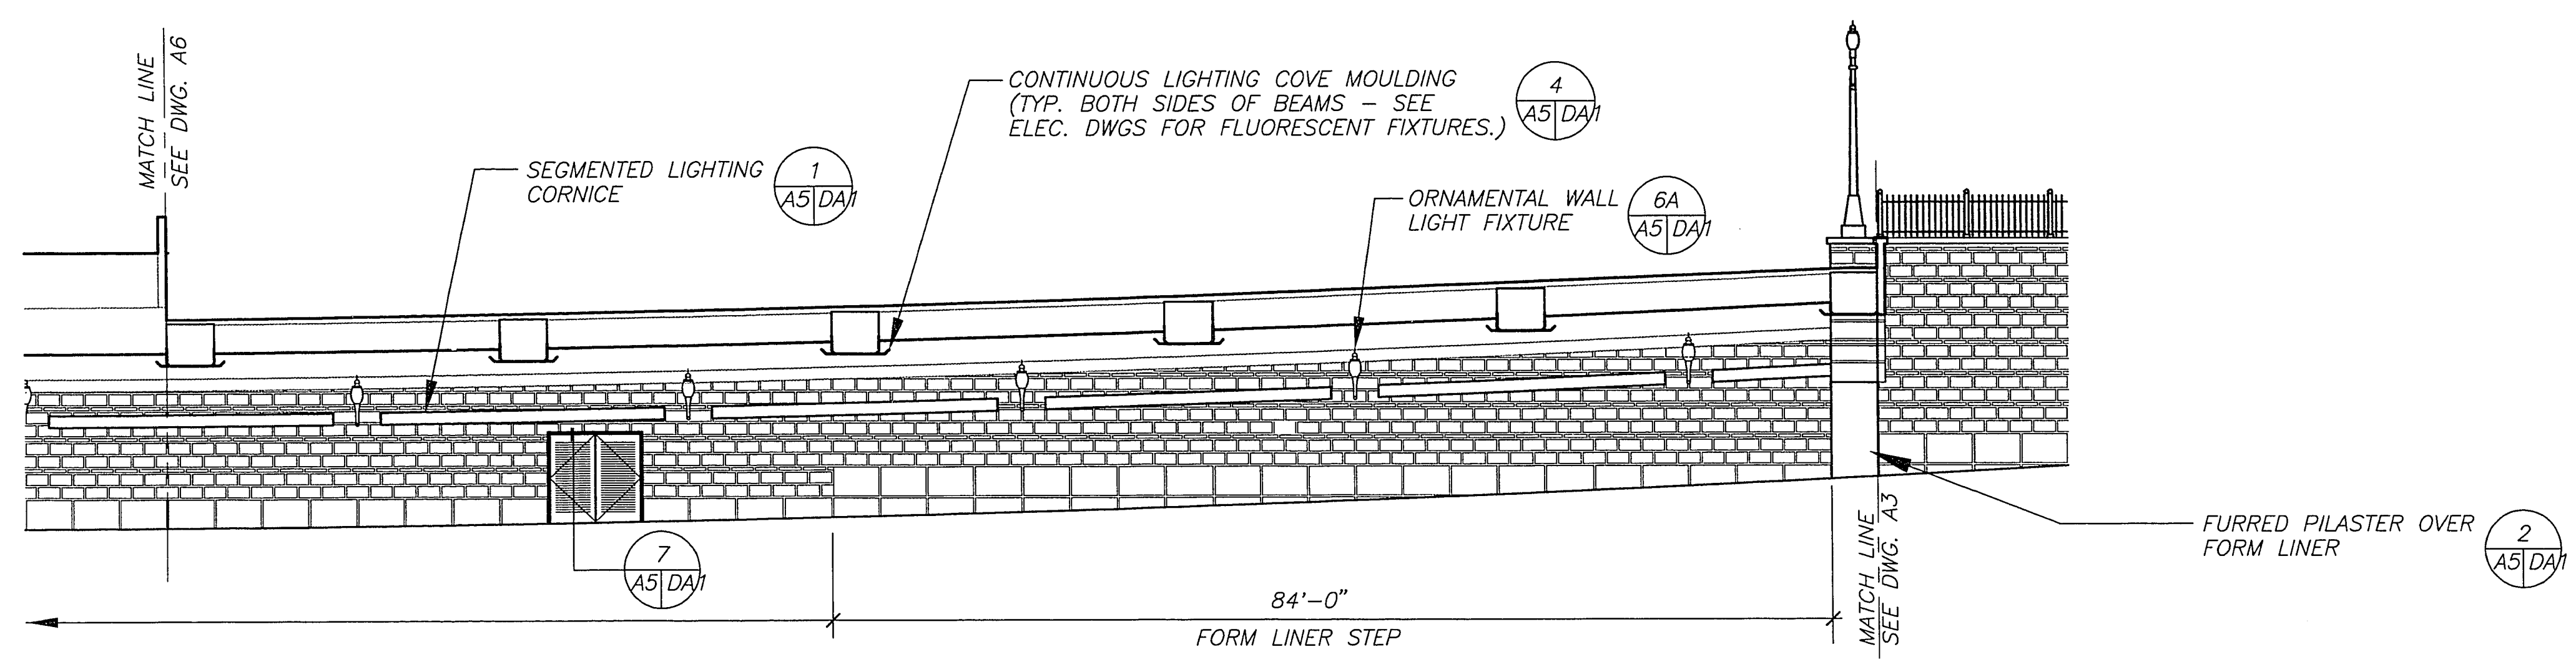 MATCH LINE
SEE DWG. A6
SEGMENTED LIGHTING
CORNICE
1
A5 DA1
CONTINUOUS LIGHTING COVE MOULDING
(TYP. BOTH SIDES OF BEAMS – SEE
ELEC. DWGS FOR FLUORESCENT FIXTURES.)
4
A5 DA1
ORNAMENTAL WALL
LIGHT FIXTURE
6A
A5 DA1
7
A5 DA1
84'-0"
FORM LINER STEP
MATCH LINE
SEE DWG. A3
FURRED PILASTER OVER
FORM LINER
2
A5 DA1